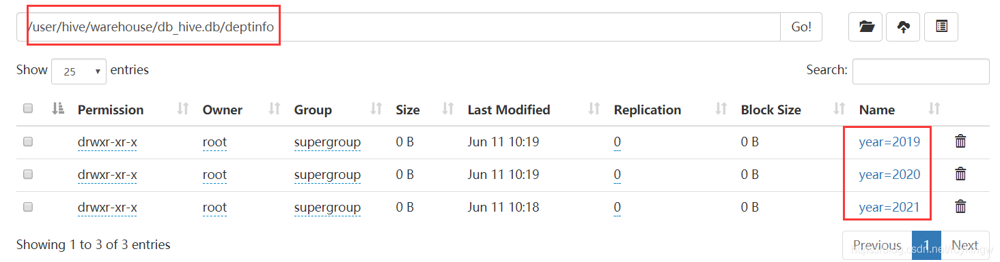 /user/hive/warehouse/db_hive.db/deptinfo Go!
Show 25 entries Search:
Permission Owner Group Size Last Modified Replication Block Size Name
drwxr-xr-x root supergroup 0 B Jun 11 10:19 0 0 B year=2019
drwxr-xr-x root supergroup 0 B Jun 11 10:19 0 0 B year=2020
drwxr-xr-x root supergroup 0 B Jun 11 10:18 0 0 B year=2021
Showing 1 to 3 of 3 entries Previous 1 Next